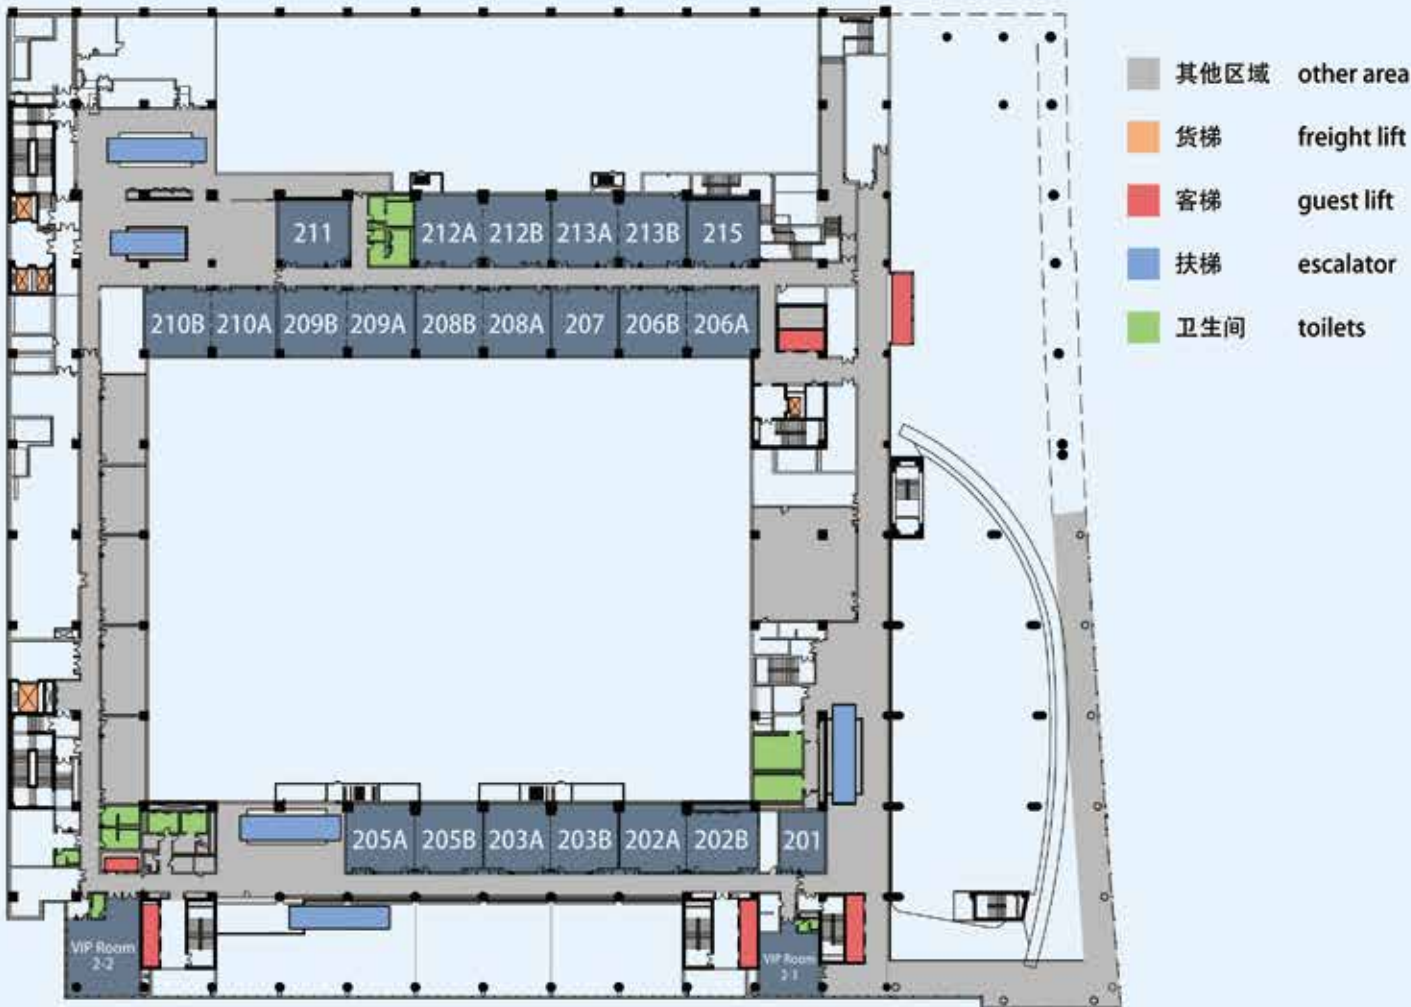 其他区域 other area
货梯 freight lift
客梯 guest lift
扶梯 escalator
卫生间 toilets
211
212A
212B
213A
213B
215
210B
210A
209B
209A
208B
208A
207
206B
206A
205A
205B
203A
203B
202A
202B
201
VIP Room
2-2
VIP Room
2-1